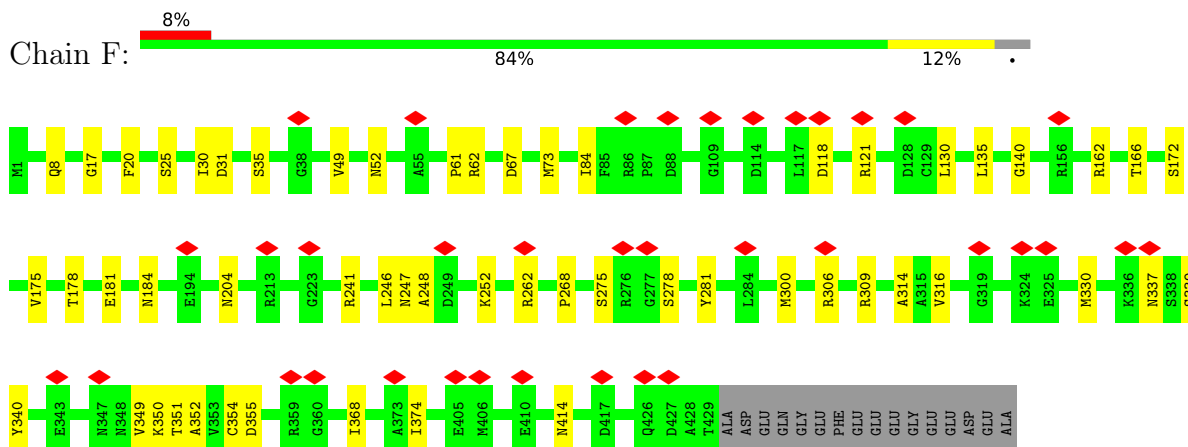 Chain F:
8%
84%
12%
M1 Q8 G17 F20 S25 I30 D31 S35 G38 V49 N52 A55 P61 R62 D67 M73 I84 F85 R86 P87 D88 G109 D114 L117 D118 R121 D128 C129 L130 L135 G140 R156 R162 T166 S172
V175 T178 E181 N184 E194 N204 R213 G223 R241 L246 N247 A248 D249 K252 R262 P268 S275 R276 G277 S278 Y281 L284 M300 R306 R309 A314 A315 V316 G319 K324 E325 M330 K336 N337 S338
Y340 E343 N347 N348 V349 K350 T351 A352 V353 C354 D355 R359 G360 I368 A373 I374 E405 M406 E410 N414 D417 Q426 D427 A428 T429 ALA ASP GLU GLN GLY GLU PHE GLU GLU GLU GLY GLU GLU ASP GLU ALA